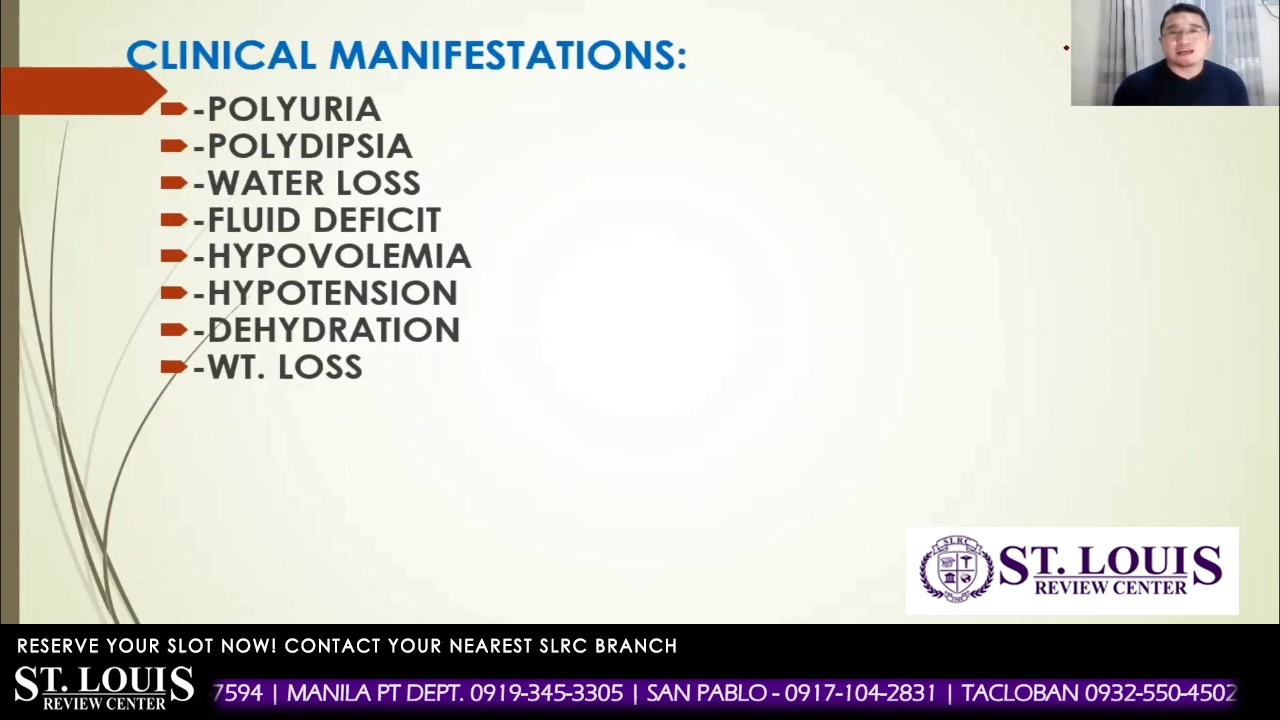 CLINICAL MANIFESTATIONS:
-POLYURIA
-POLYDIPSIA
-WATER LOSS
-FLUID DEFICIT
-HYPOVOLEMIA
-HYPOTENSION
-DEHYDRATION
-WT. LOSS
SLRC
ST. LOUIS
REVIEW CENTER
RESERVE YOUR SLOT NOW! CONTACT YOUR NEAREST SLRC BRANCH
ST. LOUIS
REVIEW CENTER
7594 | MANILA PT DEPT. 0919-345-3305 | SAN PABLO - 0917-104-2831 | TACLOBAN 0932-550-4502